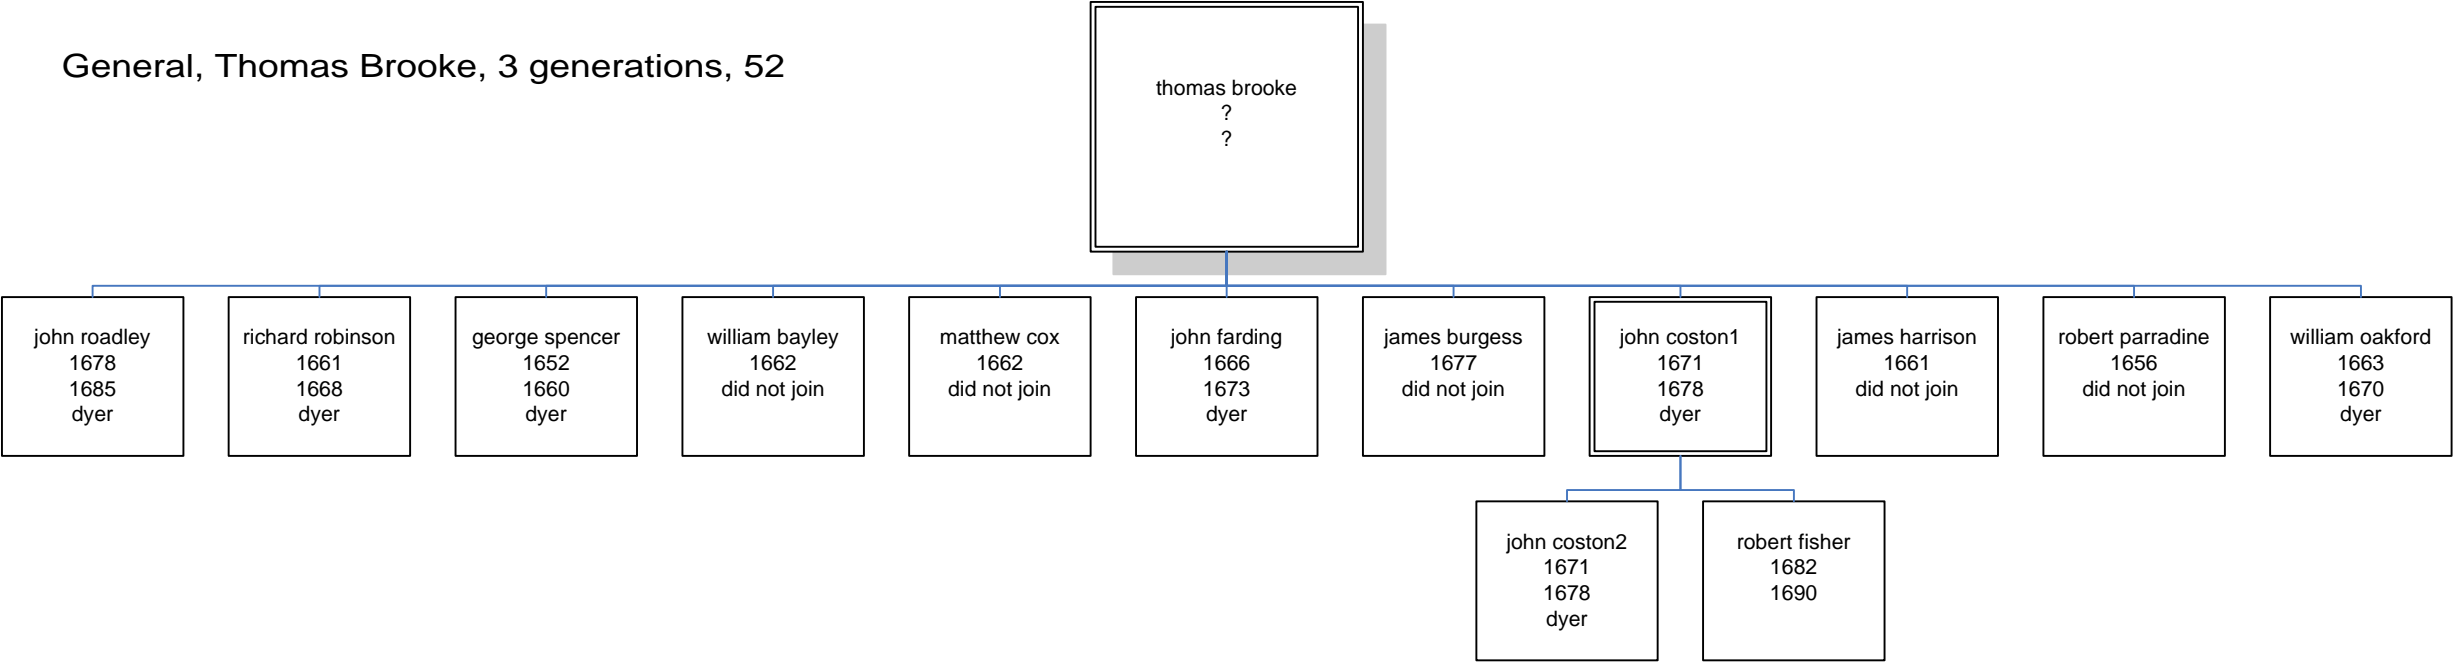 General, Thomas Brooke, 3 generations, 52
thomas brooke
?
?
john roadley
1678
1685
dyer
richard robinson
1661
1668
dyer
george spencer
1652
1660
dyer
william bayley
1662
did not join
matthew cox
1662
did not join
john farding
1666
1673
dyer
james burgess
1677
did not join
john coston1
1671
1678
dyer
james harrison
1661
did not join
robert parradine
1656
did not join
william oakford
1663
1670
dyer
john coston2
1671
1678
dyer
robert fisher
1682
1690